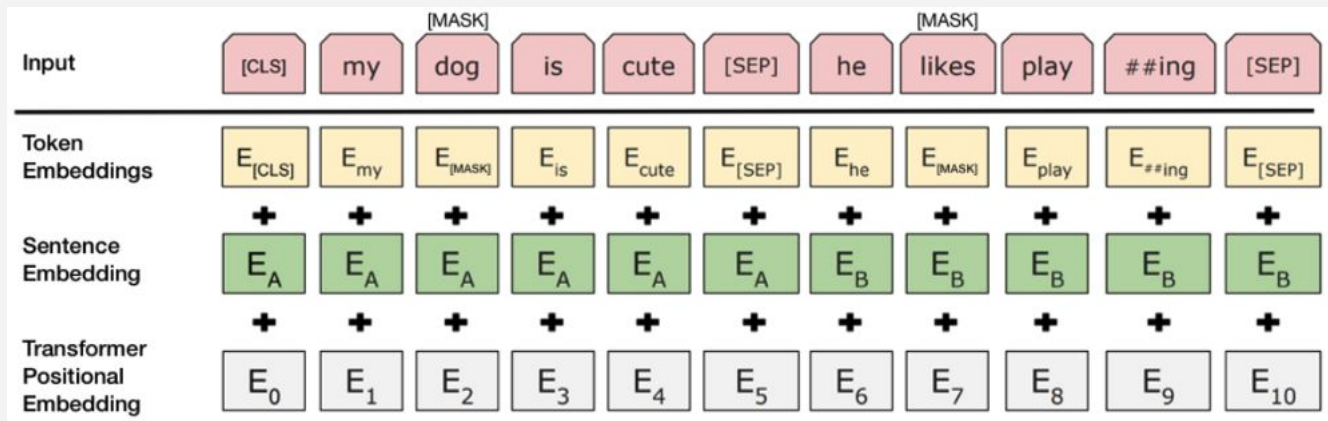 [MASK] [MASK]
Input [CLS] my dog is cute [SEP] he likes play ##ing [SEP]
Token
Embeddings
E[CLS] Emy E[MASK] Eis Ecute E[SEP] Ehe E[MASK] Eplay E##ing E[SEP]
+ + + + + + + + + + +
Sentence
Embedding
EA EA EA EA EA EA EB EB EB EB EB
+ + + + + + + + + + +
Transformer
Positional
Embedding
E0 E1 E2 E3 E4 E5 E6 E7 E8 E9 E10